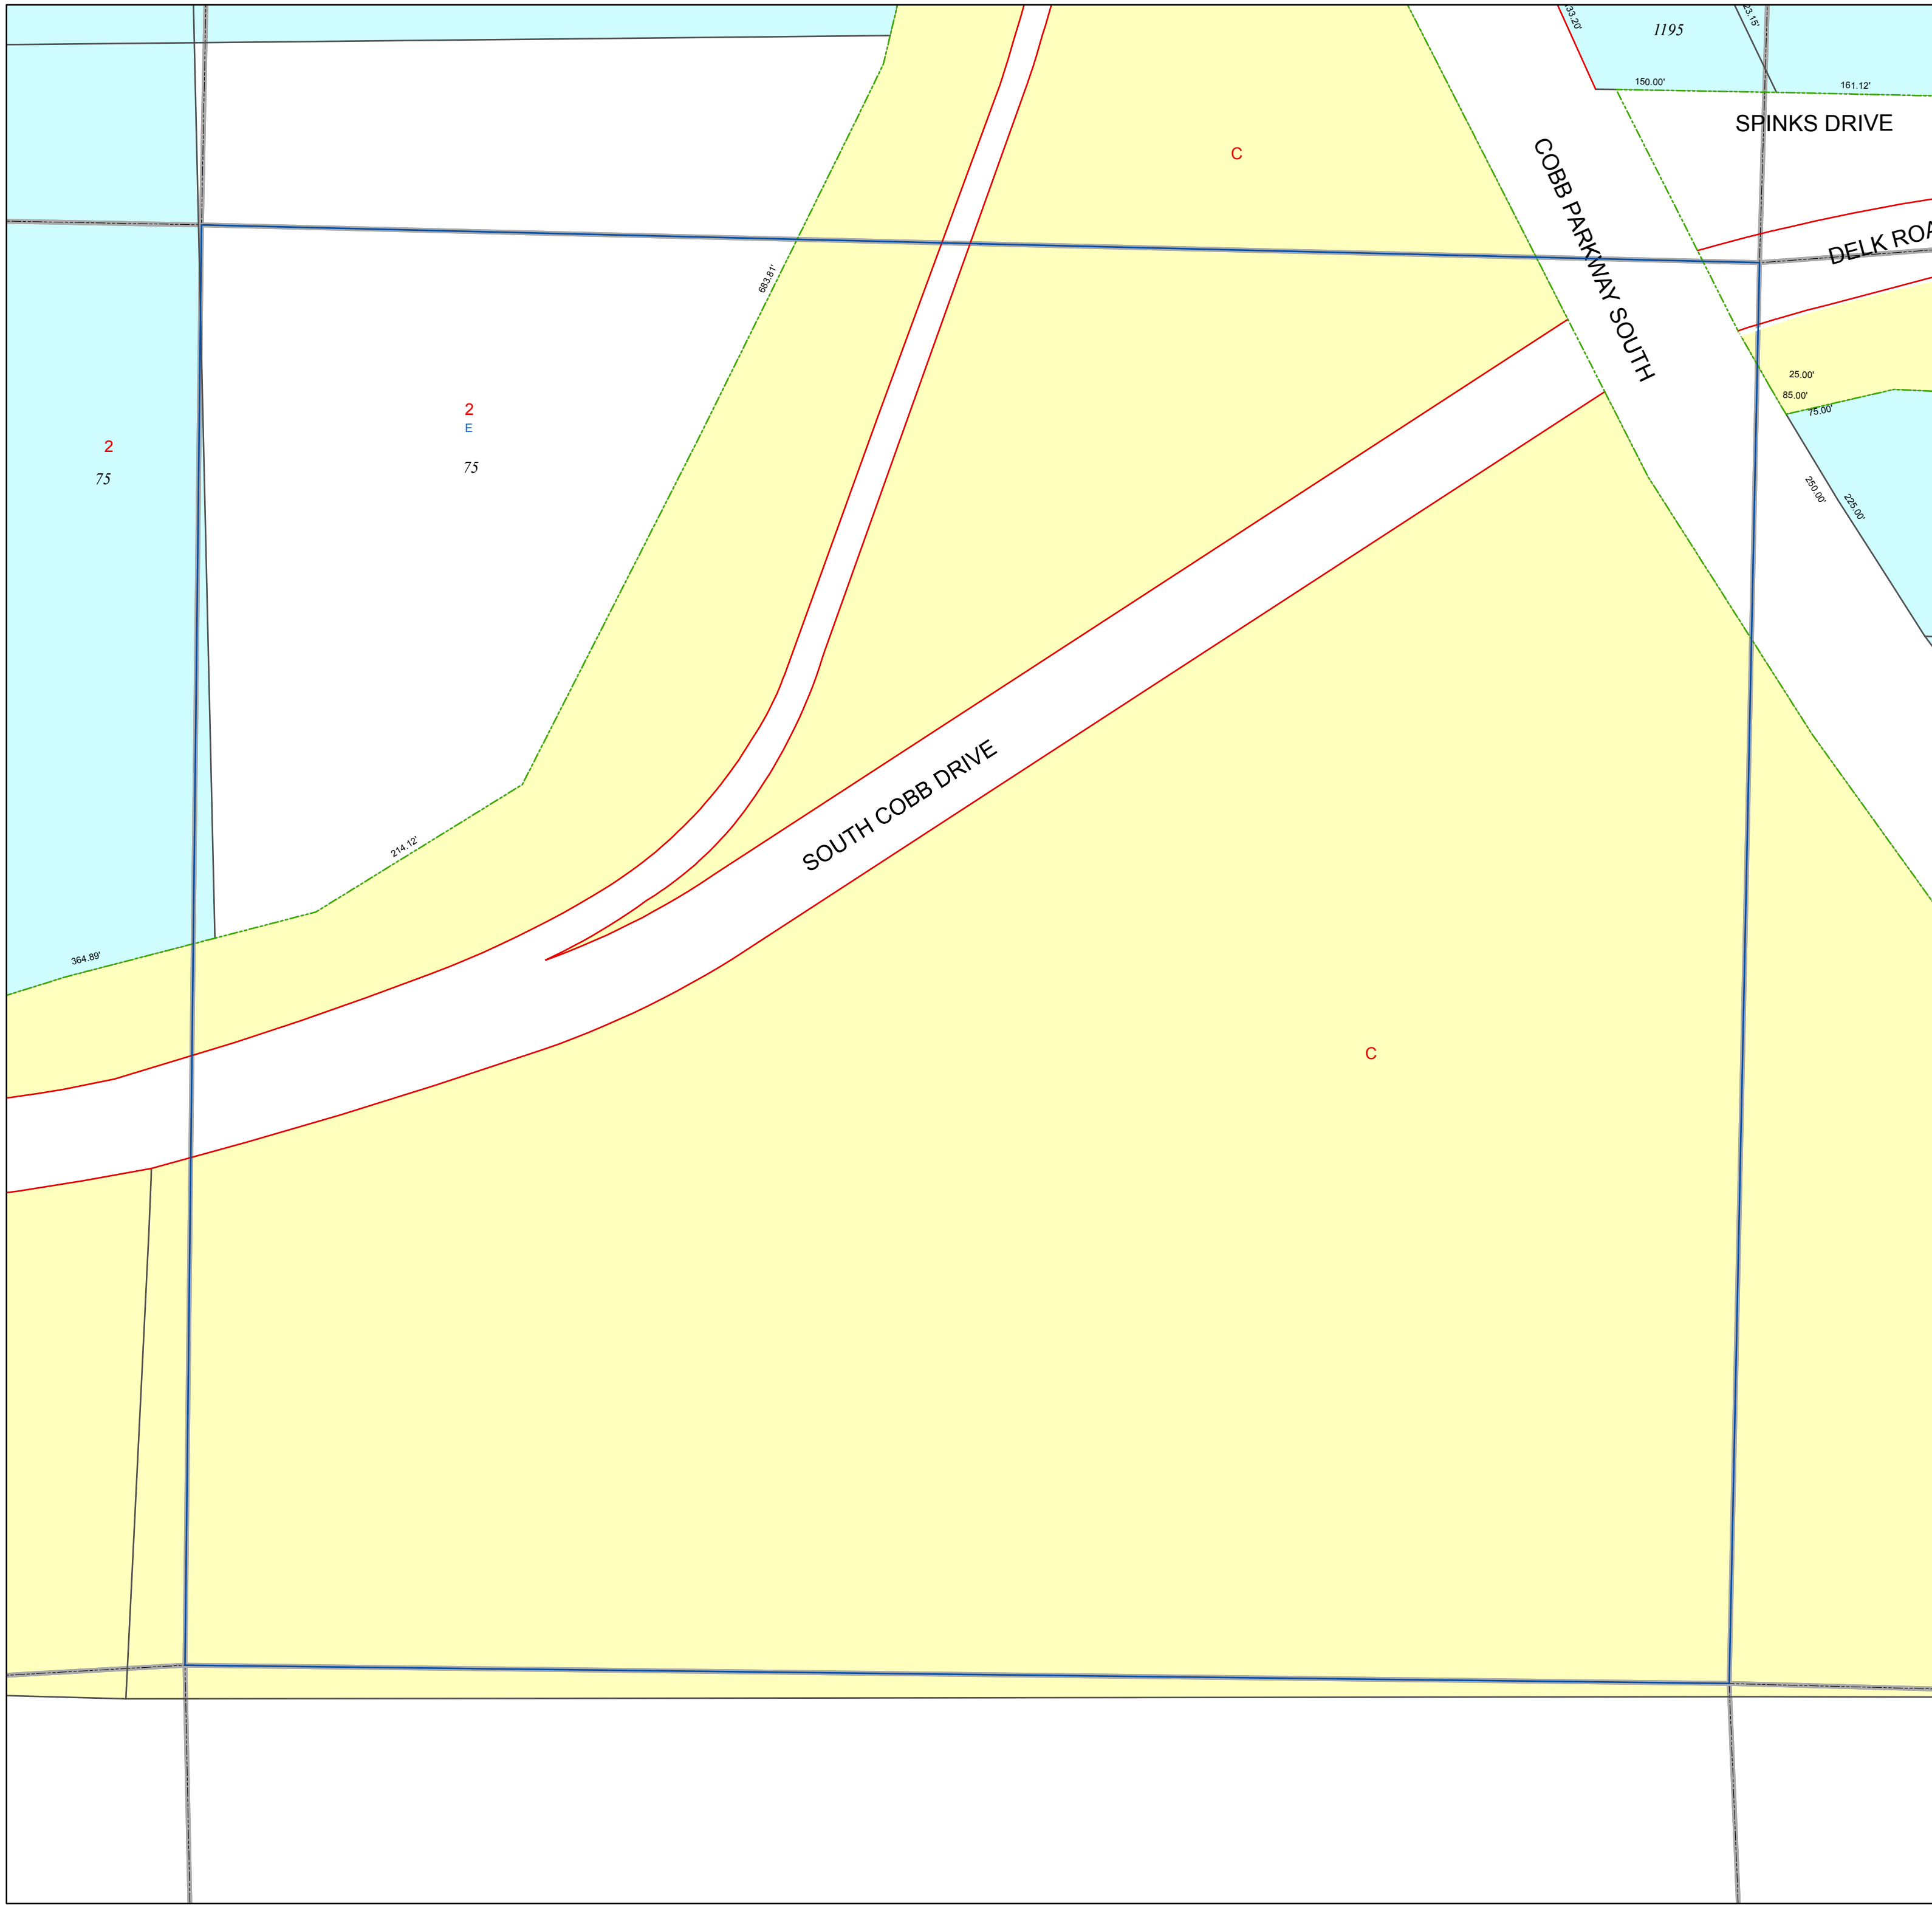 1195
150.00'
161.12'
SPINKS DRIVE
C
COBB PARKWAY SOUTH
DELK ROA
683.81'
25.00'
85.00'
75.00'
2
E
75
2
75
250.00'
225.00'
SOUTH COBB DRIVE
214.12'
364.89'
C